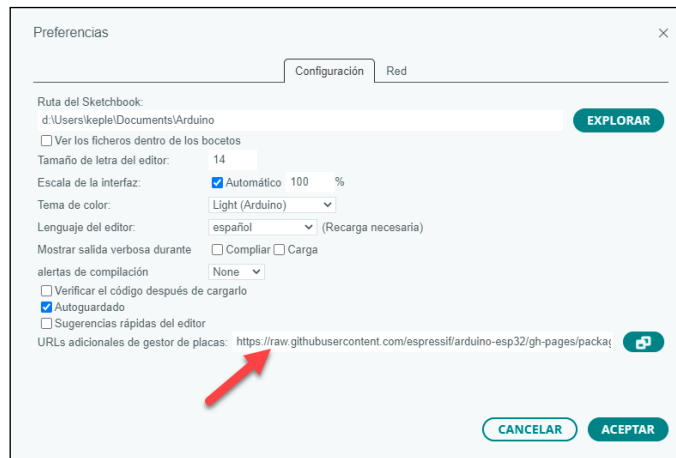 Preferencias
Configuración Red
Ruta del Sketchbook:
d:\Users\keple\Documents\Arduino EXPLORAR
Ver los ficheros dentro de los bocetos
Tamaño de letra del editor: 14
Escala de la interfaz: Automático 100 %
Tema de color: Light (Arduino)
Lenguaje del editor: español (Recarga necesaria)
Mostrar salida verbosa durante Compliar Carga
alertas de compilación None
Verificar el código después de cargarlo
Autoguardado
Sugerencias rápidas del editor
URLs adicionales de gestor de placas: https://raw.githubusercontent.com/espressif/arduino-esp32/gh-pages/packag
CANCELAR ACEPTAR